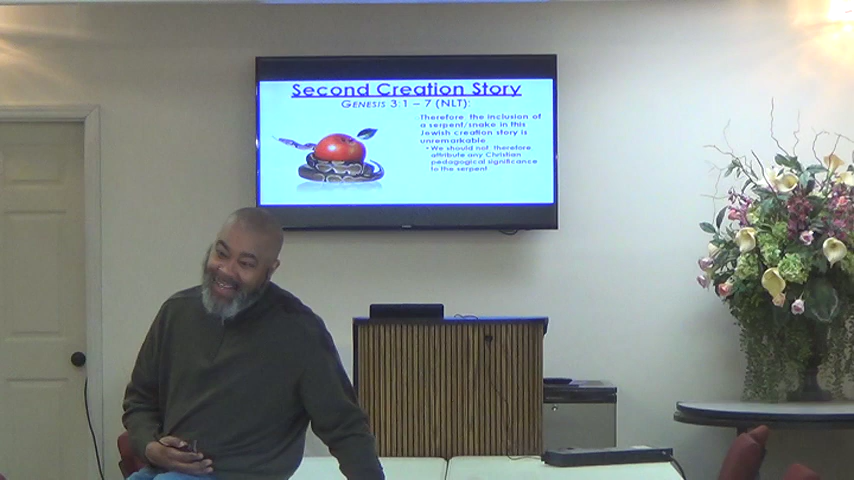 Second Creation Story
Genesis 3:1 – 7 (NLT):
Therefore, the inclusion of
a serpent/snake in this
Jewish creation story is
unremarkable.
• We should not, therefore,
attribute any Christian
pedagogical significance
to the serpent.